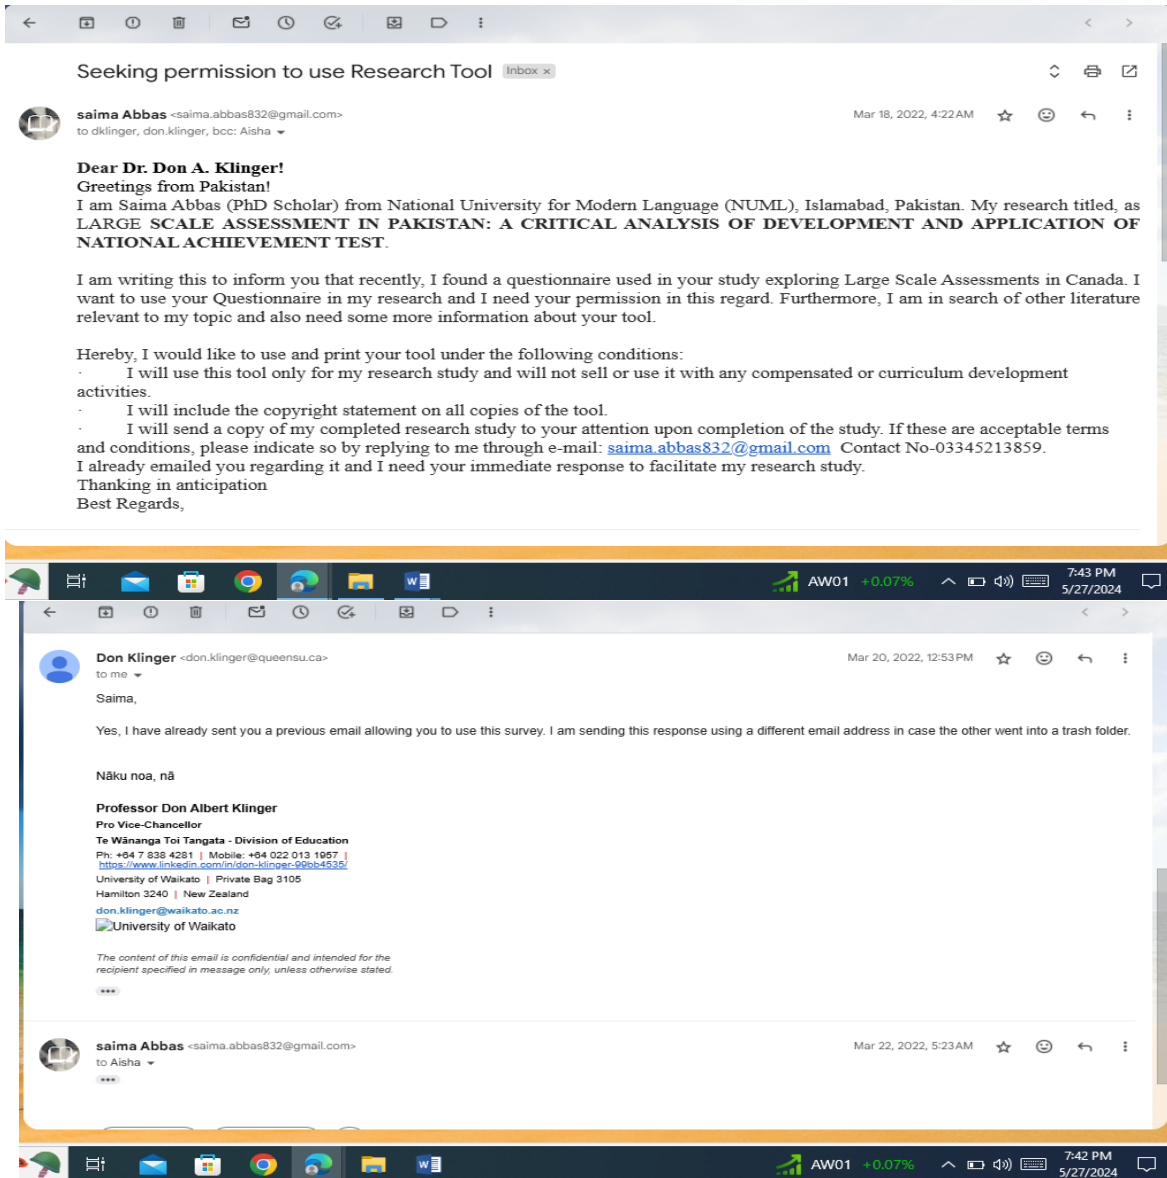 Seeking permission to use Research Tool Inbox ×
saima Abbas <saima.abbas832@gmail.com> Mar 18, 2022, 4:22 AM
to dklinger, don.klinger, bcc: Aisha
Dear Dr. Don A. Klinger!
Greetings from Pakistan!
I am Saima Abbas (PhD Scholar) from National University for Modern Language (NUML), Islamabad, Pakistan. My research titled, as
LARGE SCALE ASSESSMENT IN PAKISTAN: A CRITICAL ANALYSIS OF DEVELOPMENT AND APPLICATION OF
NATIONAL ACHIEVEMENT TEST.
I am writing this to inform you that recently, I found a questionnaire used in your study exploring Large Scale Assessments in Canada. I
want to use your Questionnaire in my research and I need your permission in this regard. Furthermore, I am in search of other literature
relevant to my topic and also need some more information about your tool.
Hereby, I would like to use and print your tool under the following conditions:
· I will use this tool only for my research study and will not sell or use it with any compensated or curriculum development
activities.
· I will include the copyright statement on all copies of the tool.
· I will send a copy of my completed research study to your attention upon completion of the study. If these are acceptable terms
and conditions, please indicate so by replying to me through e-mail: saima.abbas832@gmail.com Contact No-03345213859.
I already emailed you regarding it and I need your immediate response to facilitate my research study.
Thanking in anticipation
Best Regards,
W AW01 +0.07% 7:43 PM
5/27/2024
Don Klinger <don.klinger@queensu.ca> Mar 20, 2022, 12:53 PM
to me
Saima,
Yes, I have already sent you a previous email allowing you to use this survey. I am sending this response using a different email address in case the other went into a trash folder.
Nāku noa, nā
Professor Don Albert Klinger
Pro Vice-Chancellor
Te Wānanga Toi Tangata - Division of Education
Ph: +64 7 838 4281 | Mobile: +64 022 013 1957 |
https://www.linkedin.com/in/don-klinger-99bb4535/
University of Waikato | Private Bag 3105
Hamilton 3240 | New Zealand
don.klinger@waikato.ac.nz
University of Waikato
The content of this email is confidential and intended for the
recipient specified in message only, unless otherwise stated.
saima Abbas <saima.abbas832@gmail.com> Mar 22, 2022, 5:23 AM
to Aisha
W AW01 +0.07% 7:42 PM
5/27/2024